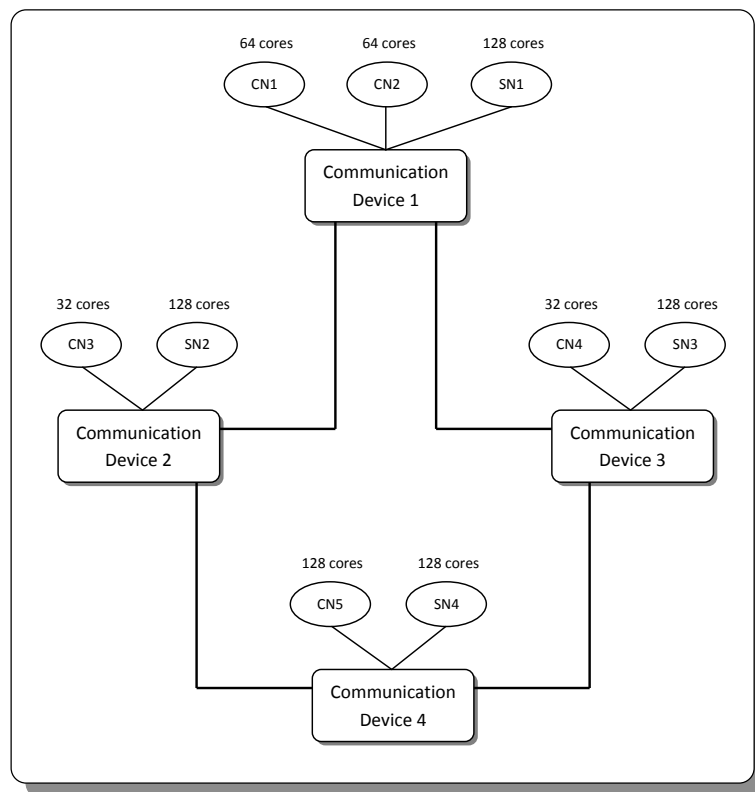 64 cores
64 cores
128 cores
CN1
CN2
SN1
Communication
Device 1
32 cores
128 cores
32 cores
128 cores
CN3
SN2
CN4
SN3
Communication
Device 2
Communication
Device 3
128 cores
128 cores
CN5
SN4
Communication
Device 4